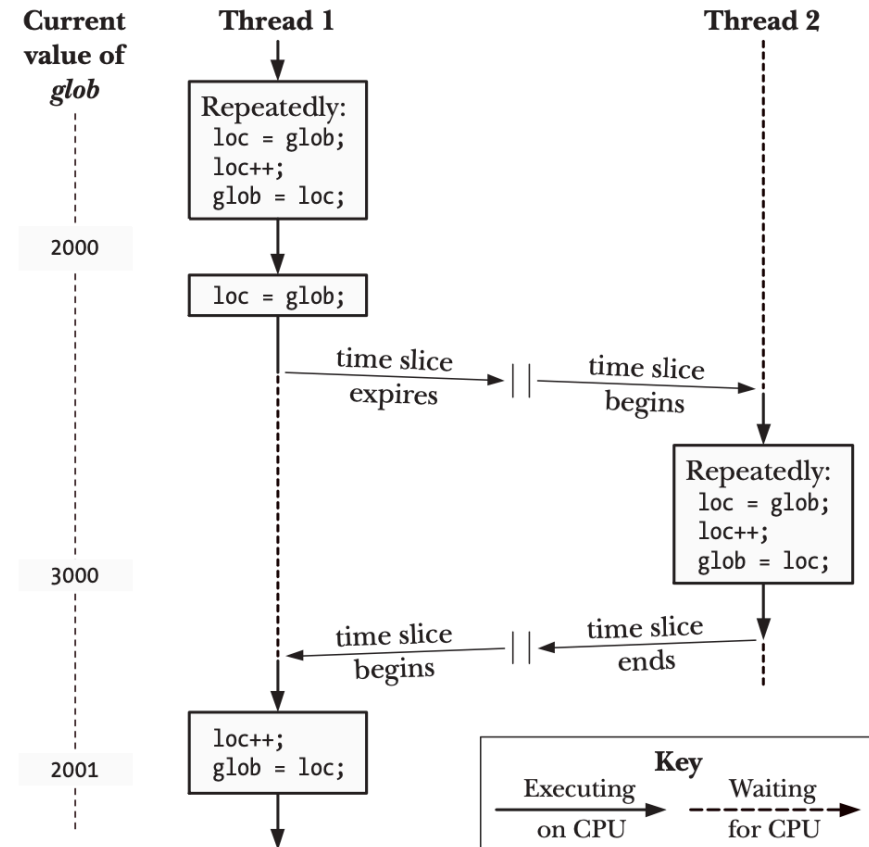 Current
value of
glob
Thread 1
Thread 2
Repeatedly:
loc = glob;
loc++;
glob = loc;
2000
loc = glob;
time slice
expires
time slice
begins
Repeatedly:
loc = glob;
loc++;
glob = loc;
3000
time slice
begins
time slice
ends
loc++;
glob = loc;
2001
Key
Executing
on CPU
Waiting
for CPU